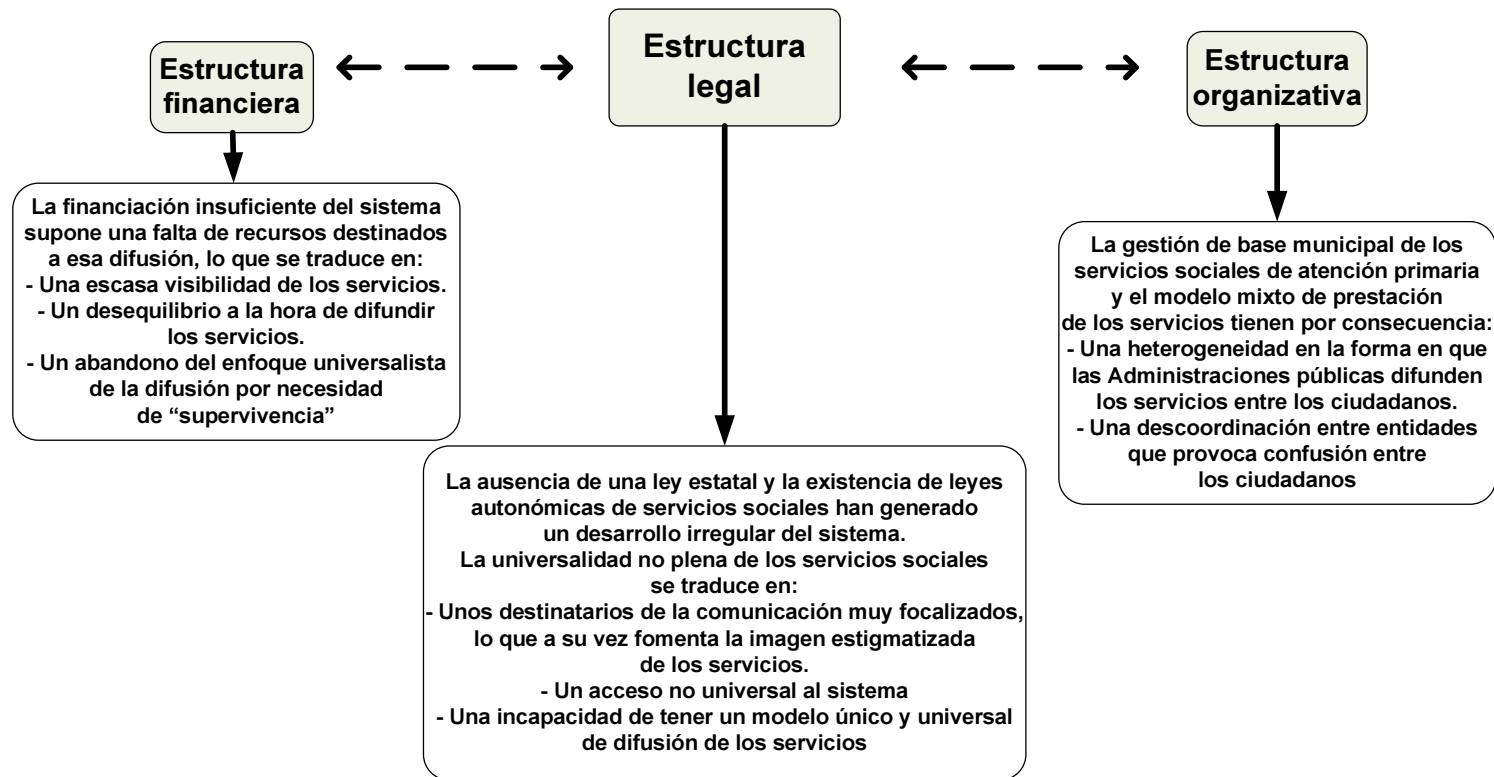 Estructura
financiera
Estructura
legal
Estructura
organizativa
La financiación insuficiente del sistema
supone una falta de recursos destinados
a esa difusión, lo que se traduce en:
- Una escasa visibilidad de los servicios.
- Un desequilibrio a la hora de difundir
los servicios.
- Un abandono del enfoque universalista
de la difusión por necesidad
de “supervivencia”
La ausencia de una ley estatal y la existencia de leyes
autonómicas de servicios sociales han generado
un desarrollo irregular del sistema.
La universalidad no plena de los servicios sociales
se traduce en:
- Unos destinatarios de la comunicación muy focalizados,
lo que a su vez fomenta la imagen estigmatizada
de los servicios.
- Un acceso no universal al sistema
- Una incapacidad de tener un modelo único y universal
de difusión de los servicios
La gestión de base municipal de los
servicios sociales de atención primaria
y el modelo mixto de prestación
de los servicios tienen por consecuencia:
- Una heterogeneidad en la forma en que
las Administraciones públicas difunden
los servicios entre los ciudadanos.
- Una descoordinación entre entidades
que provoca confusión entre
los ciudadanos